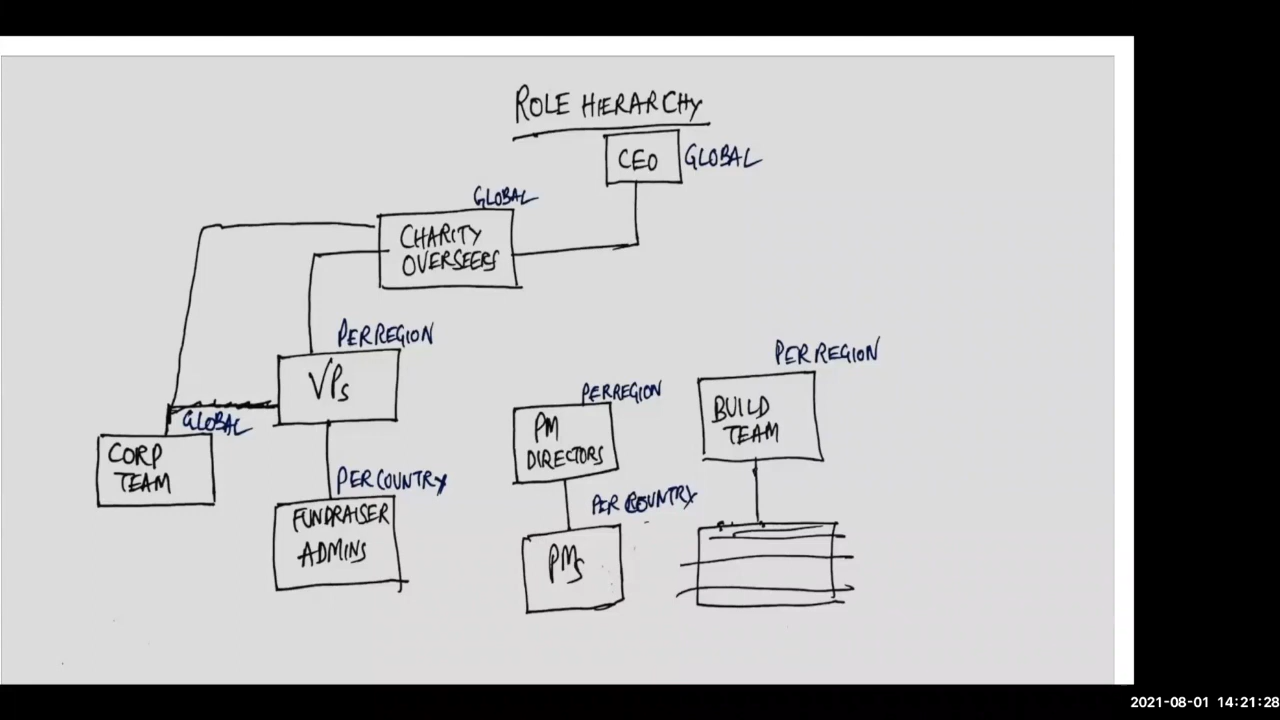 ROLE HIERARCHY
CEO
GLOBAL
GLOBAL
CHARITY
OVERSEERS
PER REGION
VPs
GLOBAL
CORP
TEAM
PER COUNTRY
FUNDRAISER
ADMINS
PER REGION
PM
DIRECTORS
PER COUNTRY
PMs
PER REGION
BUILD
TEAM
2021-08-01 14:21:28